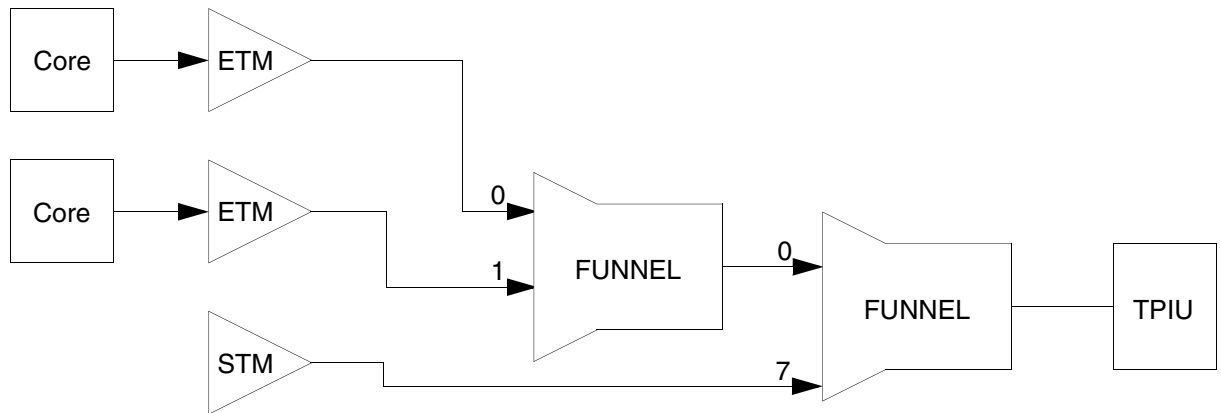 Core
ETM
Core
ETM
0
1
FUNNEL
0
FUNNEL
TPIU
STM
7